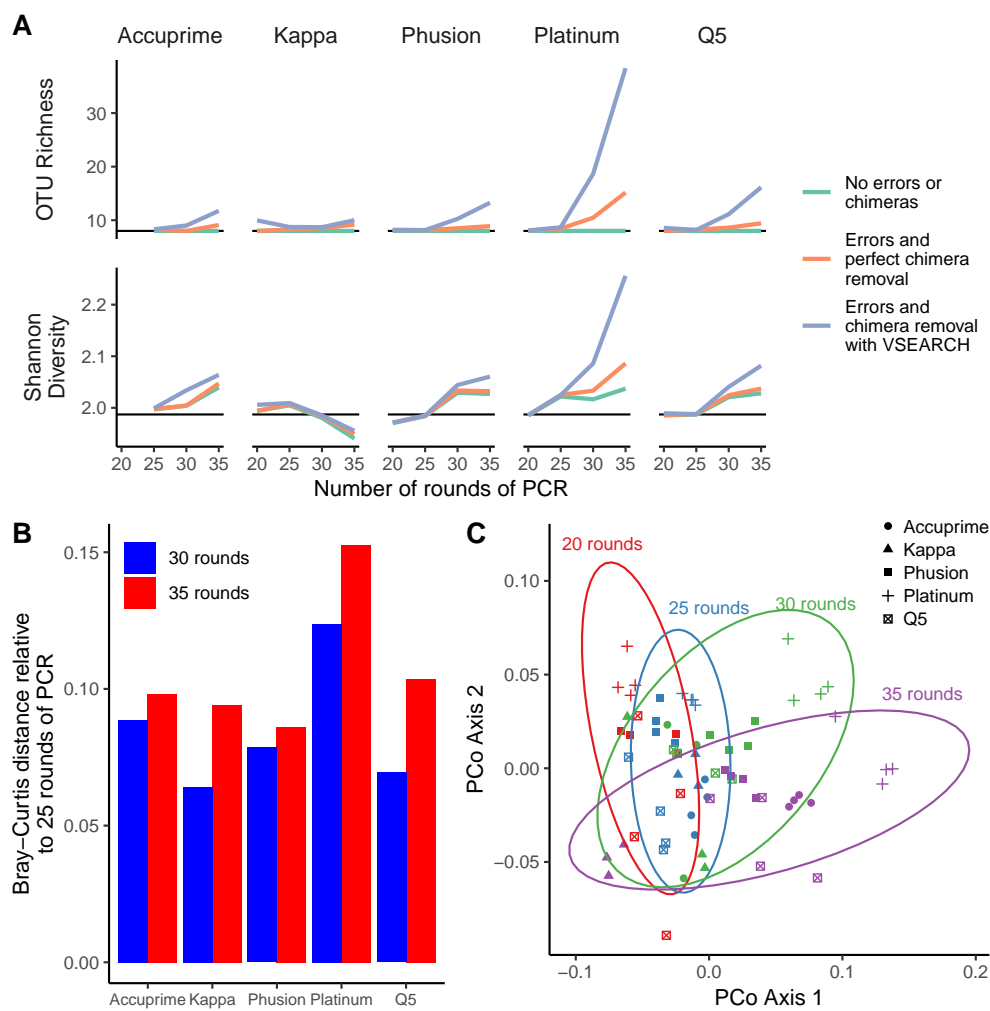 A
Accuprime Kappa Phusion Platinum Q5
OTU Richness
30
20
10
Shannon
Diversity
2.2
2.1
2.0
20 25 30 35 20 25 30 35 20 25 30 35 20 25 30 35 20 25 30 35
Number of rounds of PCR
No errors or
chimeras
Errors and
perfect chimera
removal
Errors and
chimera removal
with VSEARCH
B
Bray−Curtis distance relative
to 25 rounds of PCR
0.15
0.10
0.05
0.00
30 rounds
35 rounds
Accuprime Kappa Phusion Platinum Q5
C
20 rounds
25 rounds
30 rounds
35 rounds
Accuprime
Kappa
Phusion
Platinum
Q5
PCo Axis 2
0.10
0.05
0.00
−0.05
−0.1 0.0 0.1 0.2
PCo Axis 1